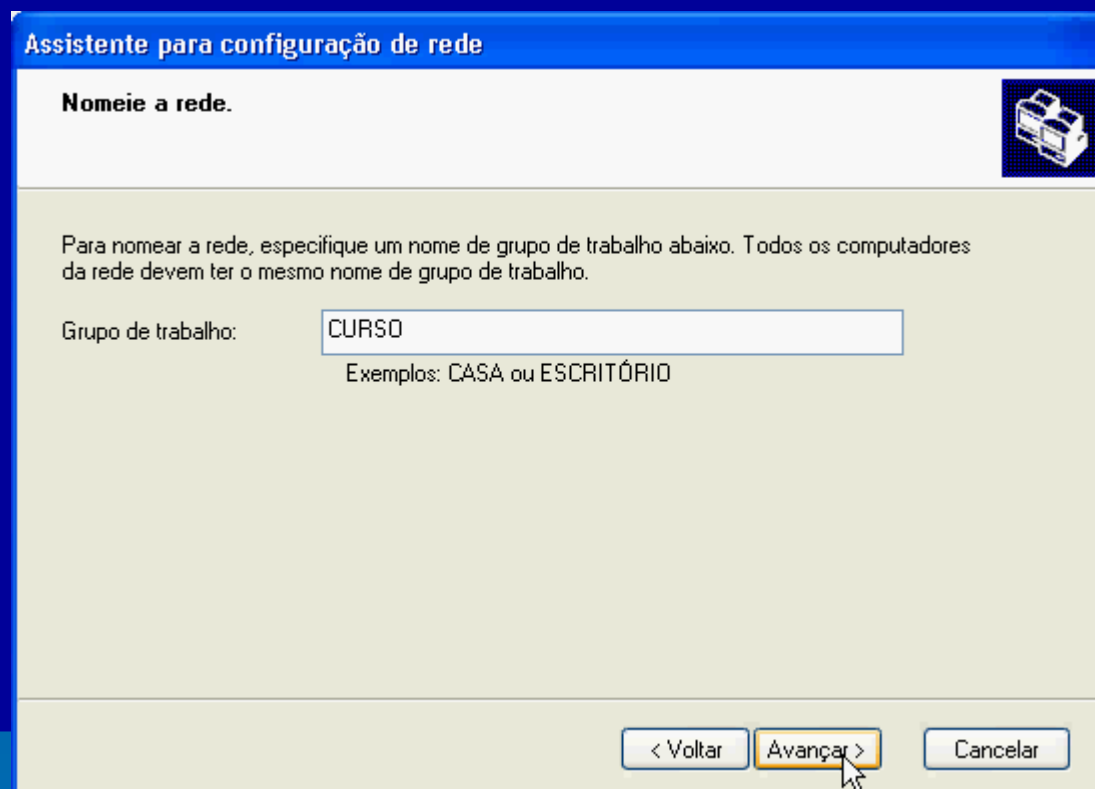 Assistente para configuração de rede
Nomeie a rede.
Para nomear a rede, especifique um nome de grupo de trabalho abaixo. Todos os computadores
da rede devem ter o mesmo nome de grupo de trabalho.
Grupo de trabalho: CURSO
Exemplos: CASA ou ESCRITÓRIO
< Voltar Avançar > Cancelar